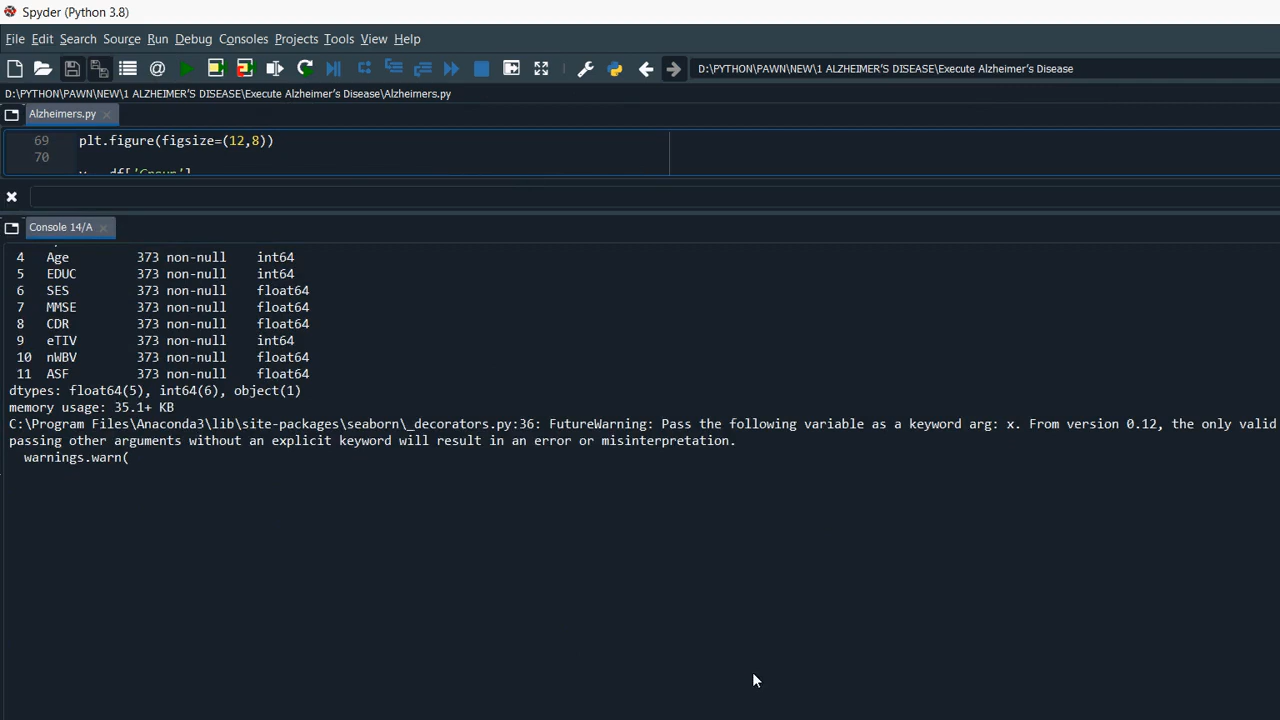 Spyder (Python 3.8)
File Edit Search Source Run Debug Consoles Projects Tools View Help
D:\PYTHON\PAWN\NEW\1 ALZHEIMER'S DISEASE\Execute Alzheimer's Disease
D:\PYTHON\PAWN\NEW\1 ALZHEIMER'S DISEASE\Execute Alzheimer's Disease\Alzheimers.py
Alzheimers.py
69 plt.figure(figsize=(12,8))
70
df['Group']
Console 14/A
4 Age 373 non-null int64
5 EDUC 373 non-null int64
6 SES 373 non-null float64
7 MMSE 373 non-null float64
8 CDR 373 non-null float64
9 eTIV 373 non-null int64
10 nWBV 373 non-null float64
11 ASF 373 non-null float64
dtypes: float64(5), int64(6), object(1)
memory usage: 35.1+ KB
C:\Program Files\Anaconda3\lib\site-packages\seaborn\_decorators.py:36: FutureWarning: Pass the following variable as a keyword arg: x. From version 0.12, the only valid
passing other arguments without an explicit keyword will result in an error or misinterpretation.
warnings.warn(